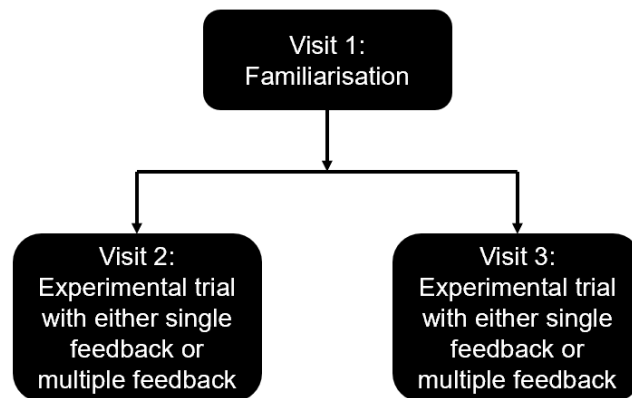 Visit 1:
Familiarisation
Visit 2:
Experimental trial
with either single
feedback or
multiple feedback
Visit 3:
Experimental trial
with either single
feedback or
multiple feedback